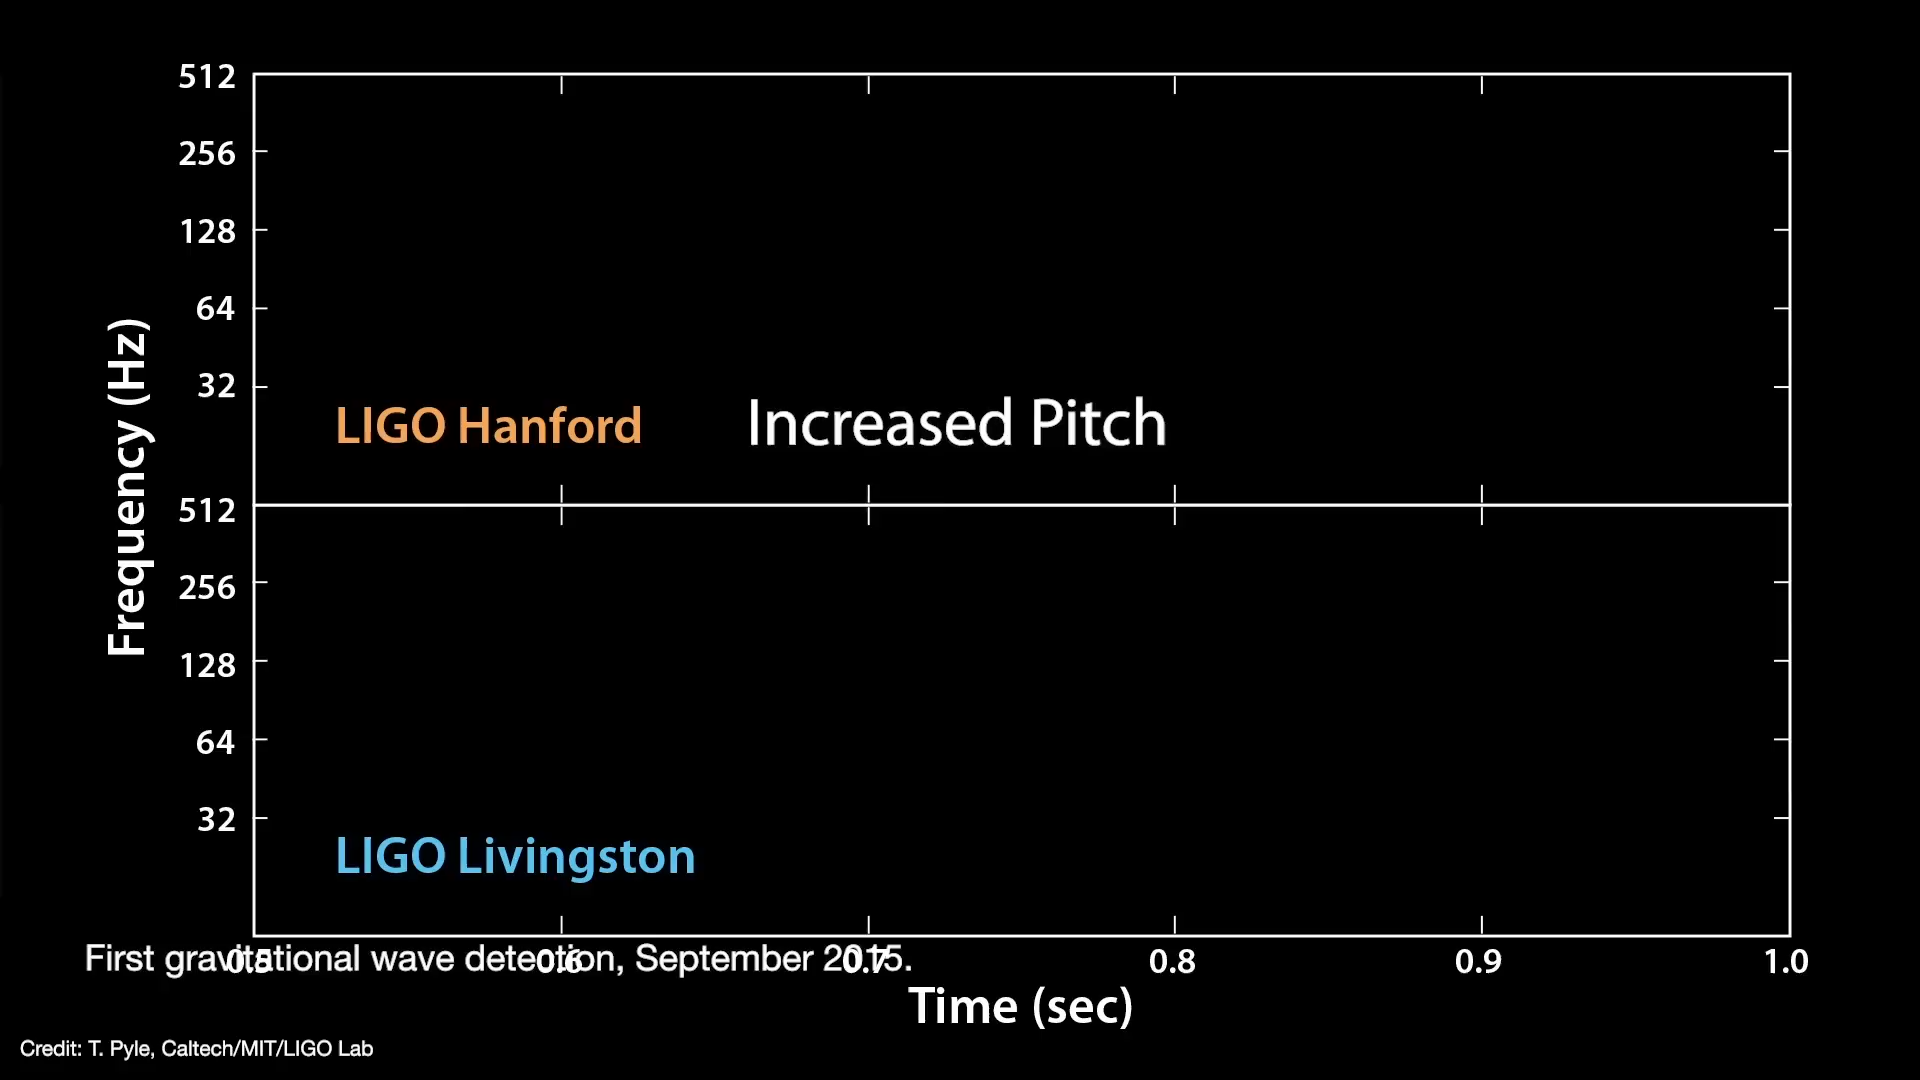 512
256
128
64
32
LIGO Hanford
Increased Pitch
Frequency (Hz)
512
256
128
64
32
LIGO Livingston
First gravitational wave detection, September 2015.
0.5 0.6 0.7 0.8 0.9 1.0
Time (sec)
Credit: T. Pyle, Caltech/MIT/LIGO Lab